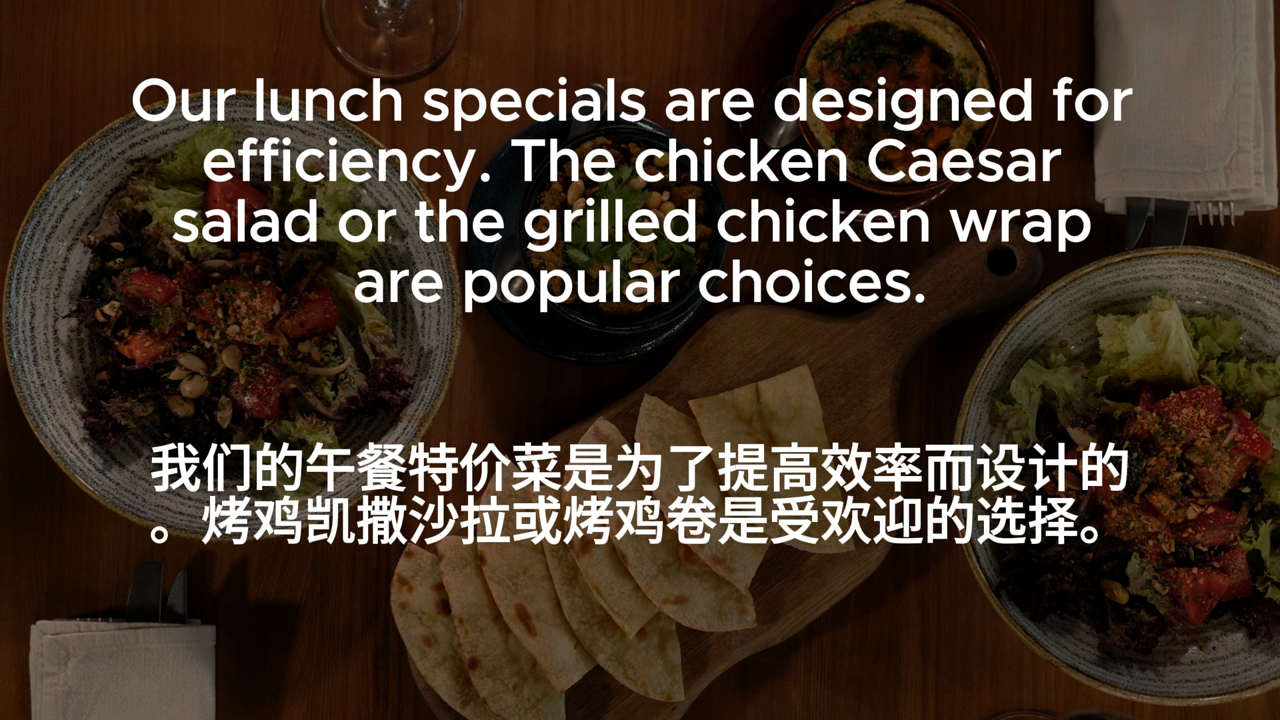 Our lunch specials are designed for
efficiency. The chicken Caesar
salad or the grilled chicken wrap
are popular choices.
我们的午餐特价菜是为了提高效率而设计的
。烤鸡凯撒沙拉或烤鸡卷是受欢迎的选择。